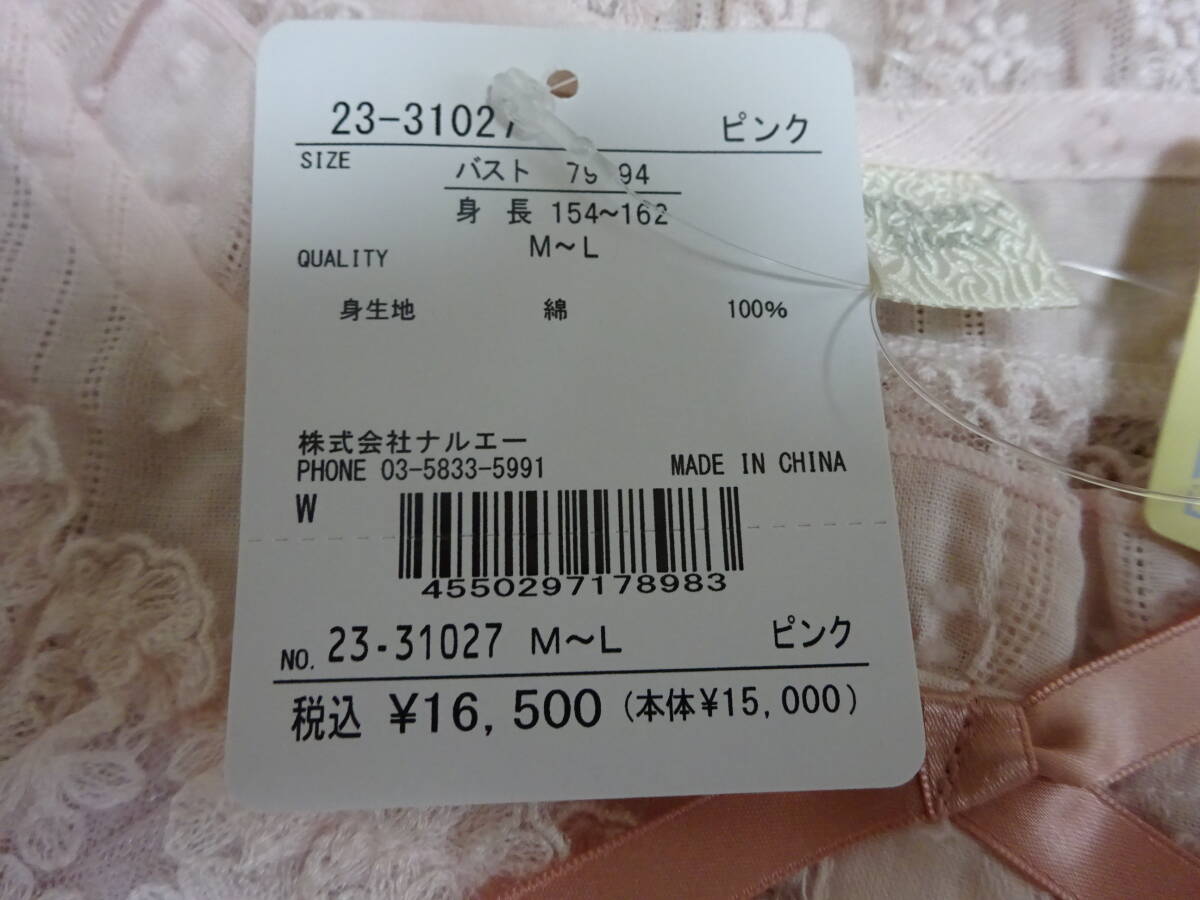 23-31027 ピンク
SIZE バスト 79 94
身長 154~162
M~L
QUALITY
身生地 綿 100%
株式会社ナルエー
PHONE 03-5833-5991 MADE IN CHINA
W
4550297178983
NO. 23-31027 M~L ピンク
税込 ¥16,500 (本体¥15,000)